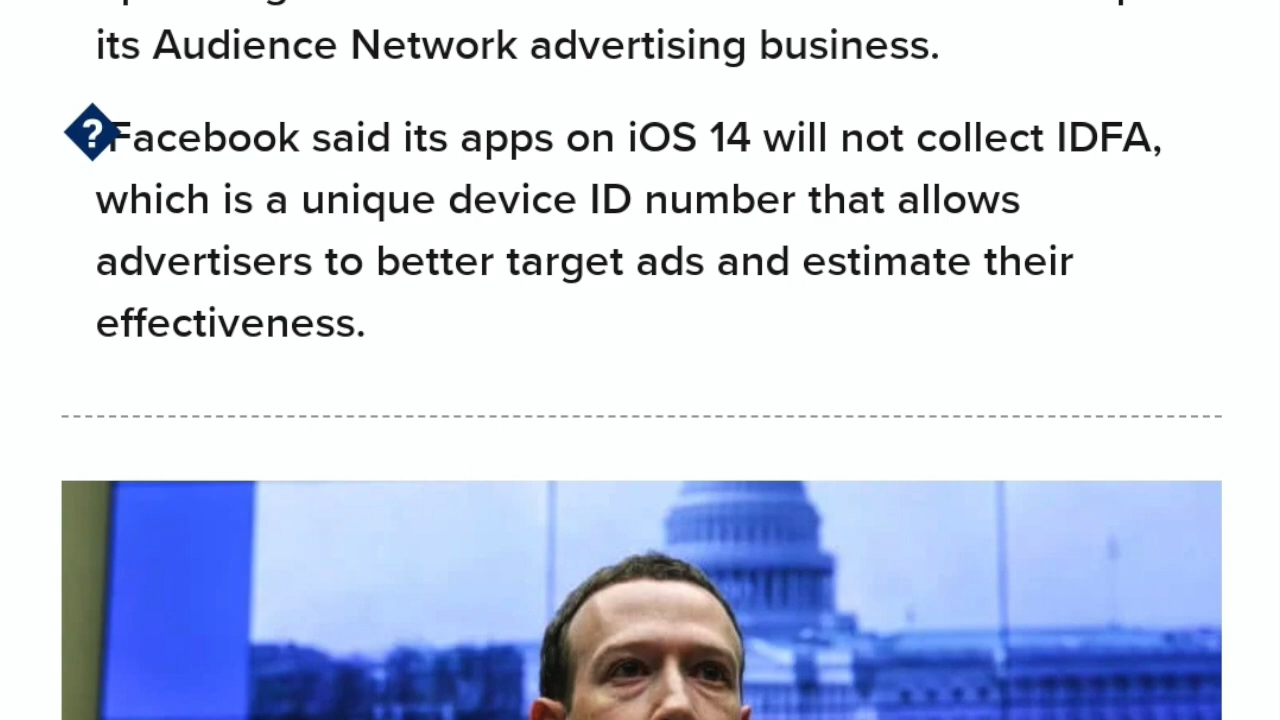 its Audience Network advertising business.
Facebook said its apps on iOS 14 will not collect IDFA,
which is a unique device ID number that allows
advertisers to better target ads and estimate their
effectiveness.